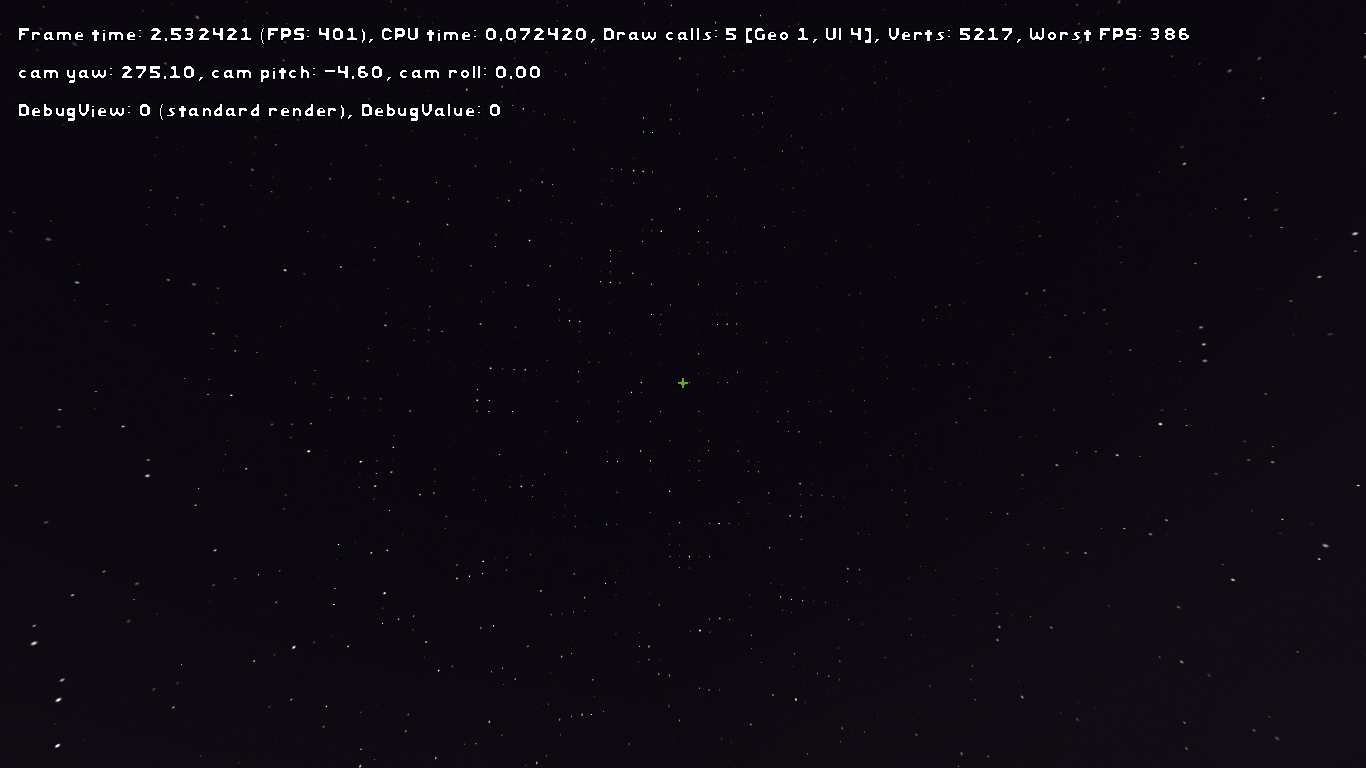 Frame time: 2.532421 (FPS: 401), CPU time: 0.072420, Draw calls: 5 [Geo 1, UI 4], Verts: 5217, Worst FPS: 386
cam yaw: 275.10, cam pitch: -4.60, cam roll: 0.00
DebugView: 0 (standard render), DebugValue: 0